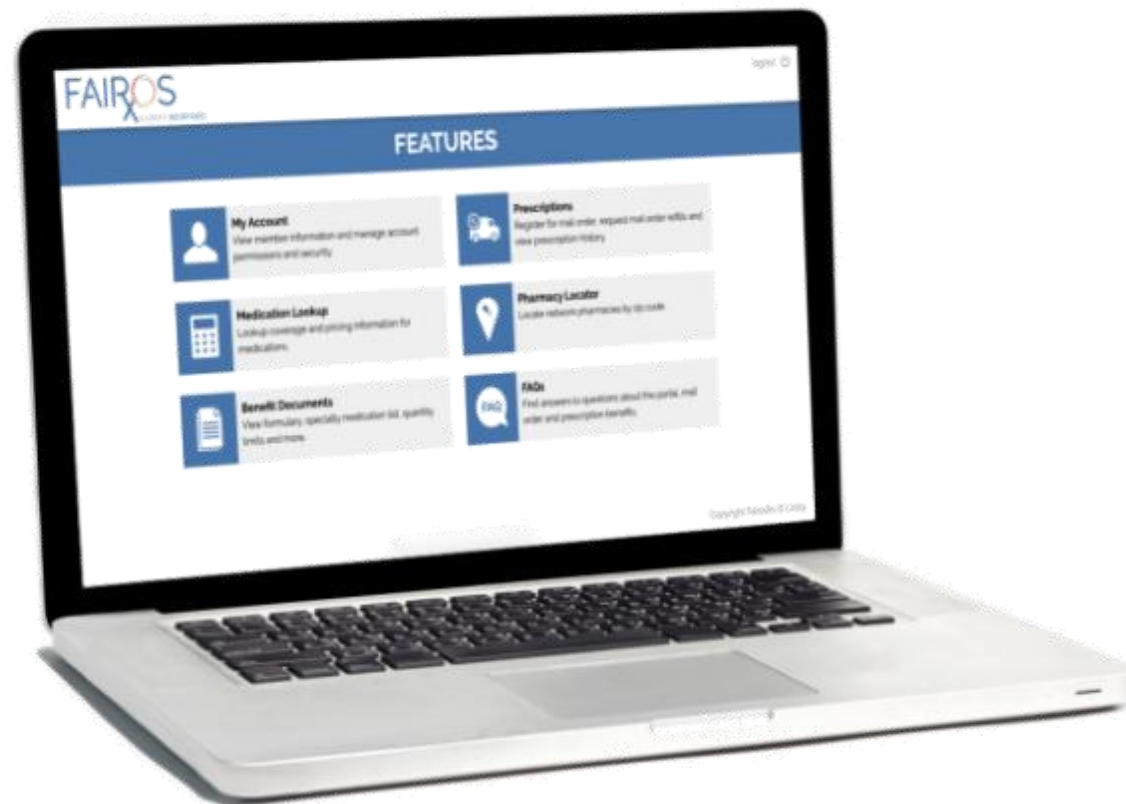 FAIRXOS
logout
FEATURES
My Account
View member information and manage account
permissions and security.
Prescriptions
Register for mail order, request mail order refills and
view prescription history.
Medication Lookup
Lookup coverage and pricing information for
medications.
Pharmacy Locator
Locate network pharmacies by zip code.
Benefit Documents
View formulary, specialty medication list, quantity
limits and more.
FAQ
FAQs
Find answers to questions about the portal, mail
order and prescription benefits.
Copyright FairosRx ©